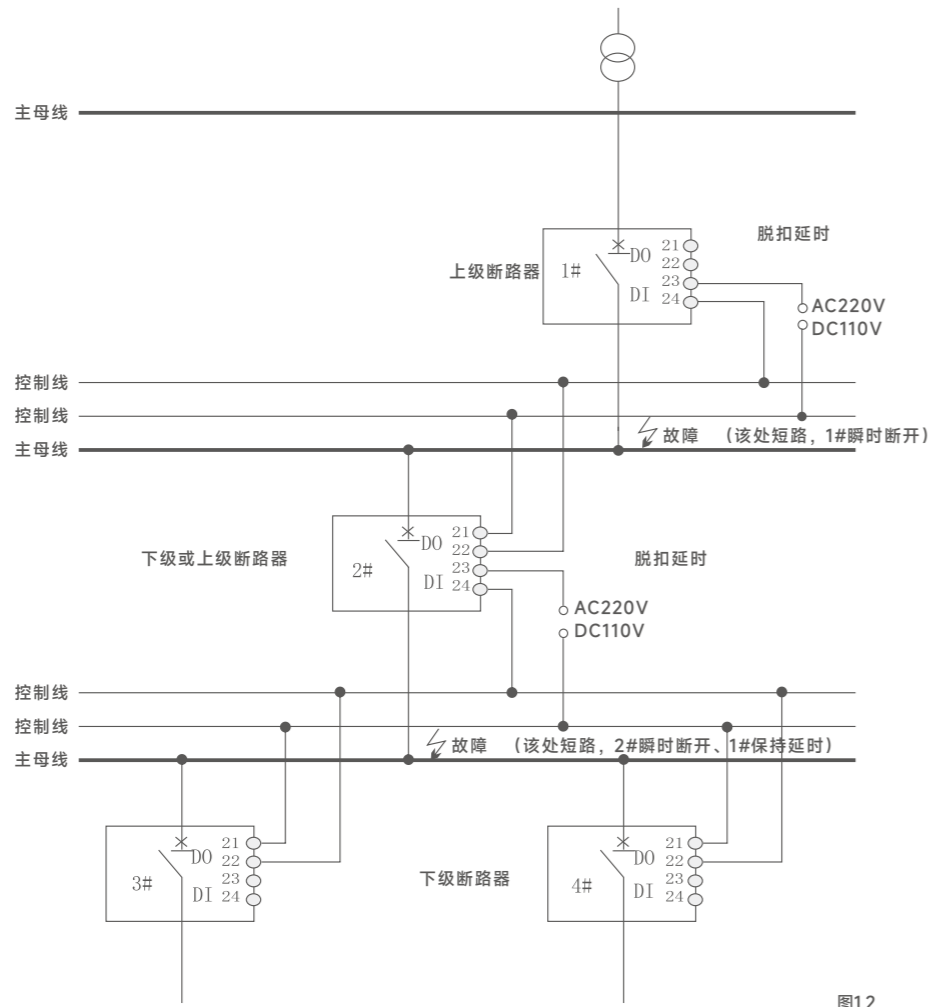 主母线
脱扣延时
上级断路器
1#
DO
DI
21
22
23
24
AC220V
DC110V
控制线
控制线
主母线
故障 （该处短路，1#瞬时断开）
下级或上级断路器
2#
DO
DI
21
22
23
24
脱扣延时
AC220V
DC110V
控制线
控制线
主母线
故障 （该处短路，2#瞬时断开、1#保持延时）
3#
DO
DI
21
22
23
24
下级断路器
4#
DO
DI
21
22
23
24
图12